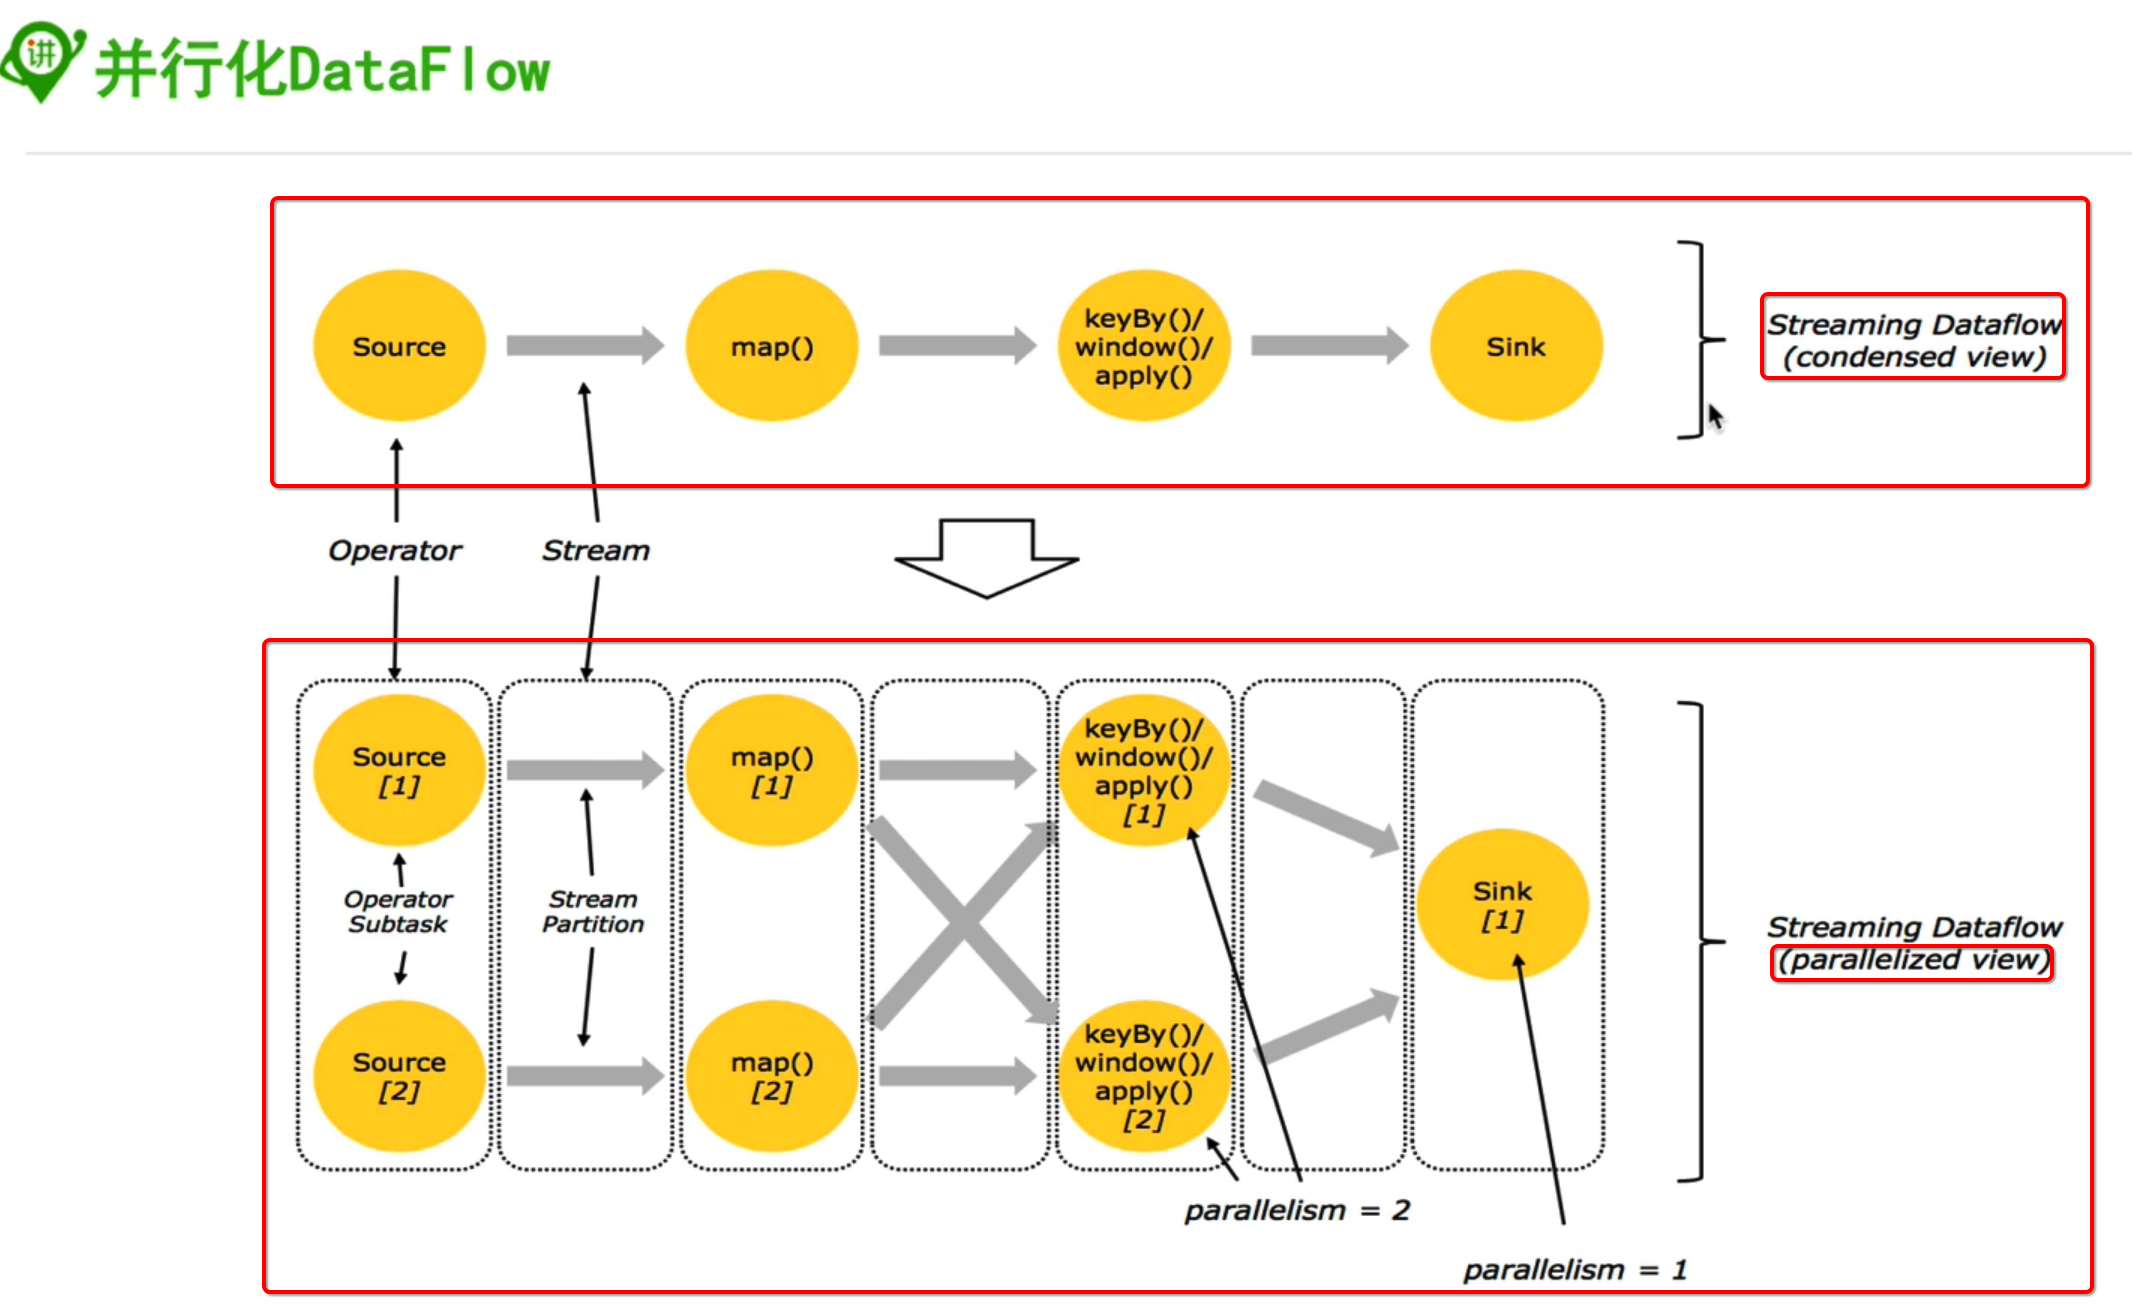 讲
并行化DataFlow
Source
map()
keyBy()/
window()/
apply()
Sink
Streaming Dataflow
(condensed view)
Operator
Stream
Source
[1]
map()
[1]
keyBy()/
window()/
apply()
[1]
Operator
Subtask
Stream
Partition
Sink
[1]
Streaming Dataflow
(parallelized view)
Source
[2]
map()
[2]
keyBy()/
window()/
apply()
[2]
parallelism = 2
parallelism = 1